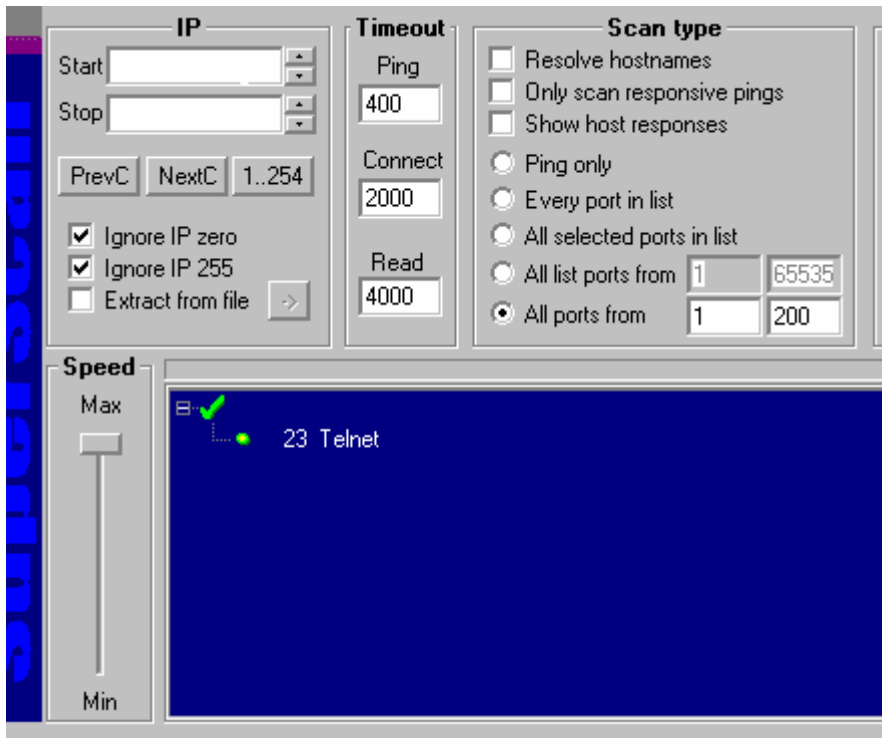 superscan
IP
Start
Stop
PrevC NextC 1..254
Ignore IP zero
Ignore IP 255
Extract from file ->
Timeout
Ping
400
Connect
2000
Read
4000
Scan type
Resolve hostnames
Only scan responsive pings
Show host responses
Ping only
Every port in list
All selected ports in list
All list ports from 1 65535
All ports from 1 200
Speed
Max
Min
23 Telnet